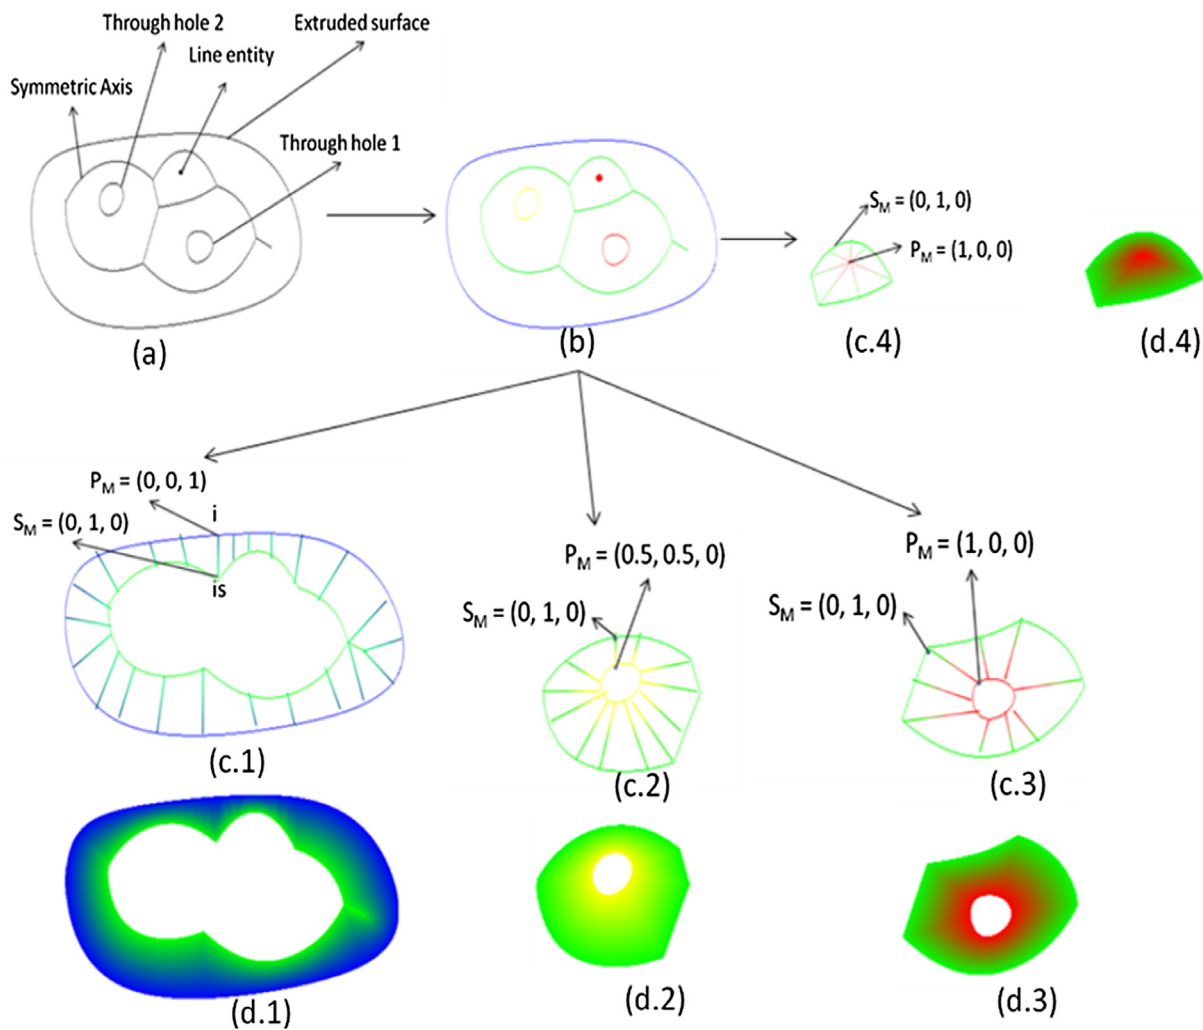 Through hole 2
Extruded surface
Line entity
Symmetric Axis
Through hole 1
S_M = (0, 1, 0)
P_M = (1, 0, 0)
(a)
(b)
(c.4)
(d.4)
P_M = (0, 0, 1)
i
S_M = (0, 1, 0)
is
P_M = (0.5, 0.5, 0)
S_M = (0, 1, 0)
P_M = (1, 0, 0)
S_M = (0, 1, 0)
(c.1)
(c.2)
(c.3)
(d.1)
(d.2)
(d.3)